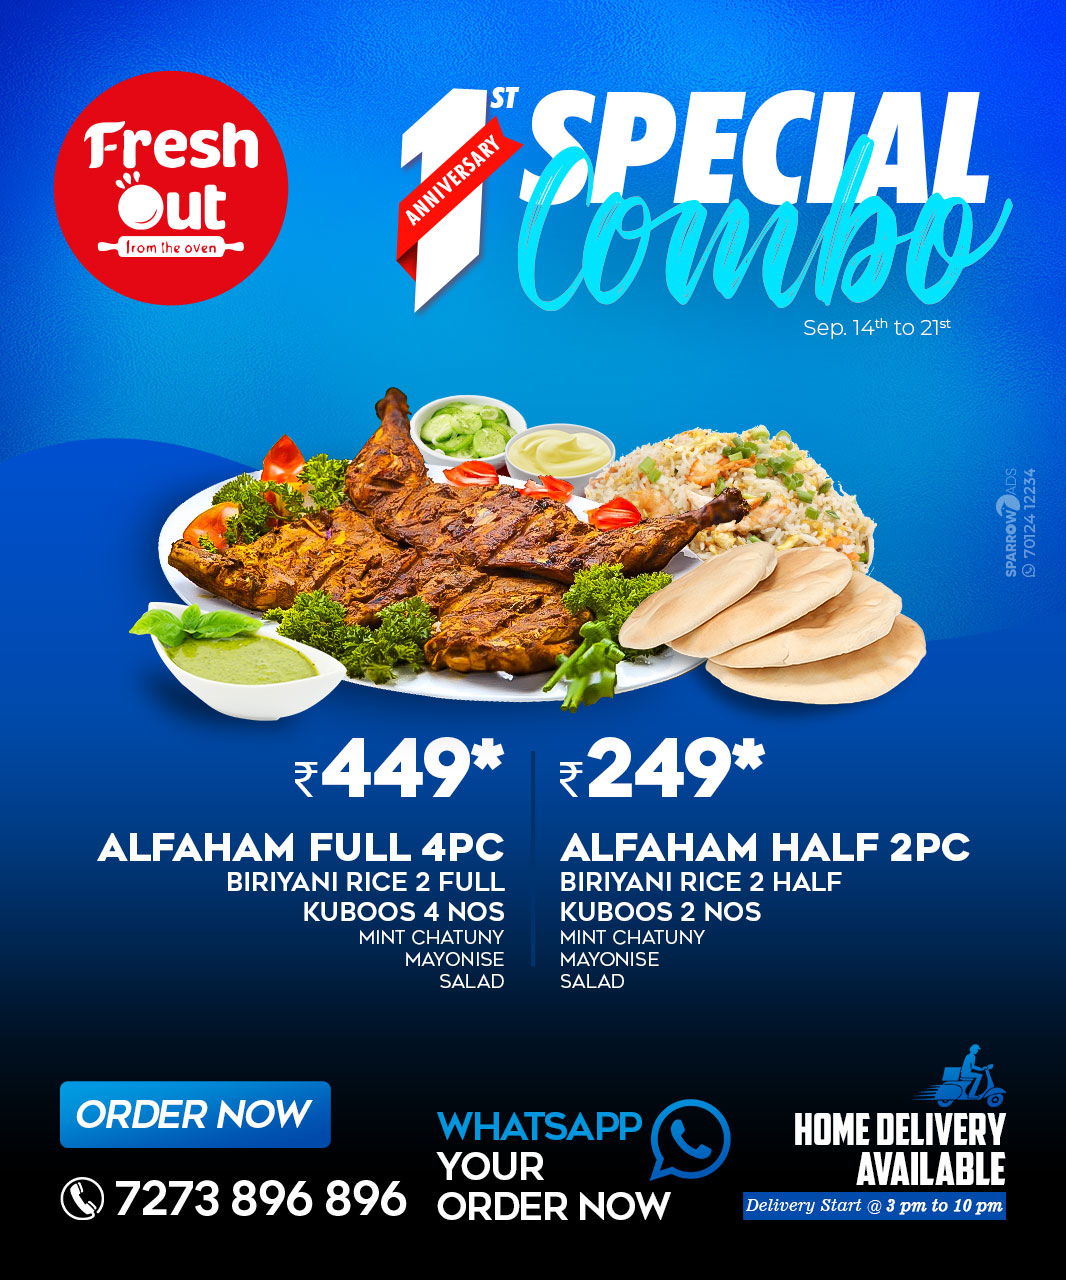 Fresh
Out
from the oven
1ST
ANNIVERSARY
SPECIAL
Combo
Sep. 14th to 21st
SPARROW ADS
70124 12234
₹449*
ALFAHAM FULL 4PC
BIRIYANI RICE 2 FULL
KUBOOS 4 NOS
MINT CHATUNY
MAYONISE
SALAD
₹249*
ALFAHAM HALF 2PC
BIRIYANI RICE 2 HALF
KUBOOS 2 NOS
MINT CHATUNY
MAYONISE
SALAD
ORDER NOW
7273 896 896
WHATSAPP
YOUR
ORDER NOW
HOME DELIVERY
AVAILABLE
Delivery Start @ 3 pm to 10 pm